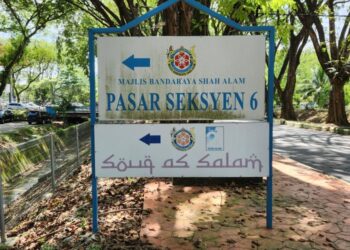 MAJLIS BANDARAYA SHAH ALAM
PASAR SEKSYEN 6
Souq as Salam